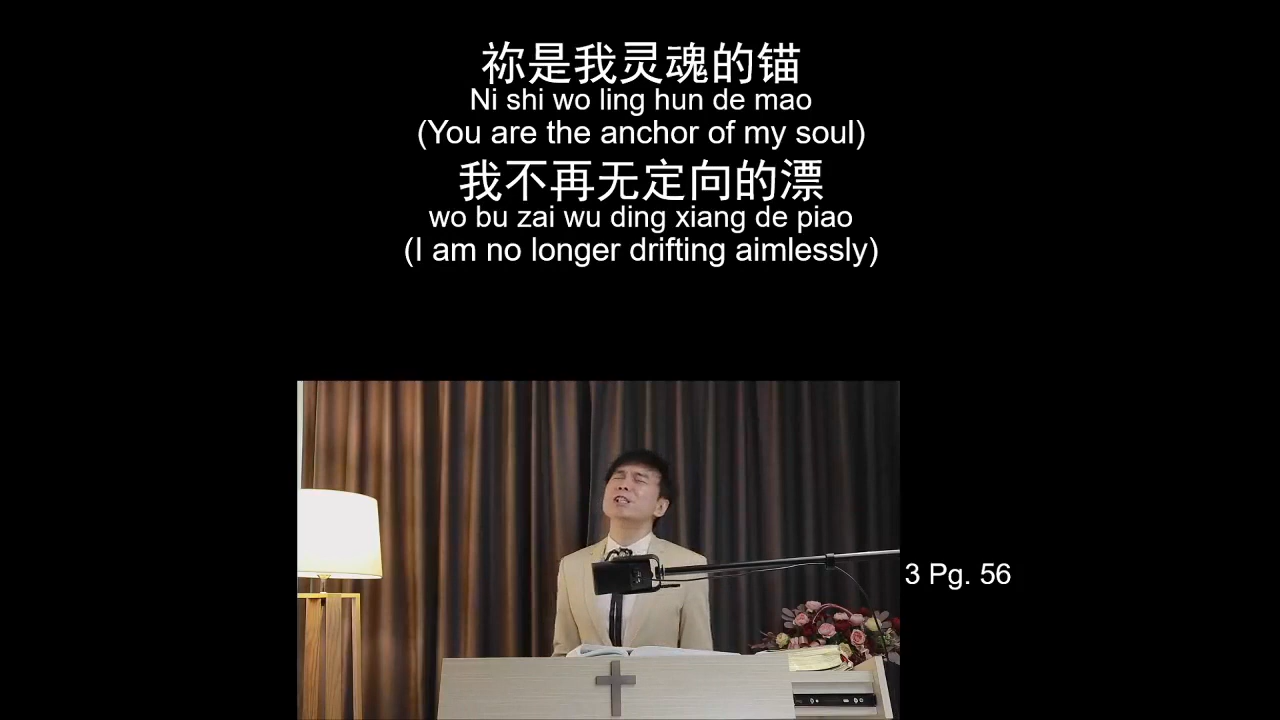 祢是我灵魂的锚
Ni shi wo ling hun de mao
(You are the anchor of my soul)
我不再无定向的漂
wo bu zai wu ding xiang de piao
(I am no longer drifting aimlessly)
3 Pg. 56